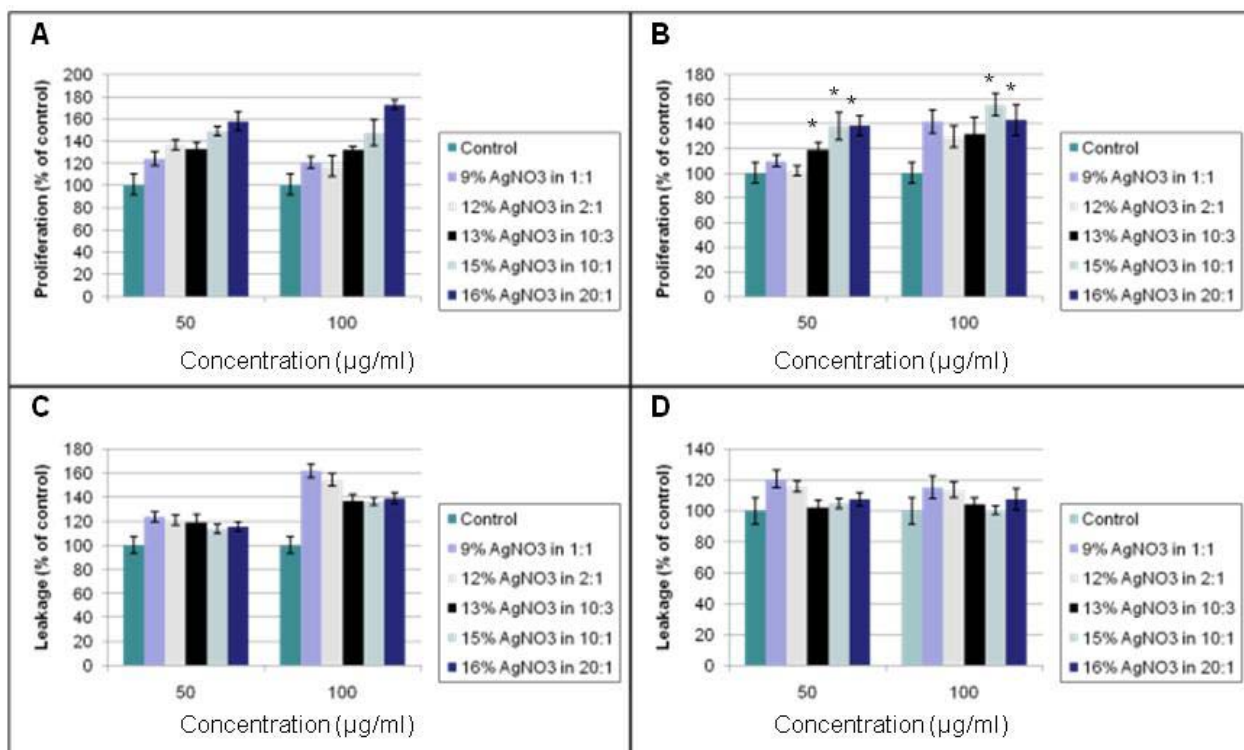 A
Proliferation (% of control)
200
180
160
140
120
100
80
60
40
20
0
50
100
Concentration (µg/ml)
Control
9% AgNO3 in 1:1
12% AgNO3 in 2:1
13% AgNO3 in 10:3
15% AgNO3 in 10:1
16% AgNO3 in 20:1
B
Proliferation (% of control)
180
160
140
120
100
80
60
40
20
0
* * *
* *
50
100
Concentration (µg/ml)
Control
9% AgNO3 in 1:1
12% AgNO3 in 2:1
13% AgNO3 in 10:3
15% AgNO3 in 10:1
16% AgNO3 in 20:1
C
Leakage (% of control)
180
160
140
120
100
80
60
40
20
0
50
100
Concentration (µg/ml)
Control
9% AgNO3 in 1:1
12% AgNO3 in 2:1
13% AgNO3 in 10:3
15% AgNO3 in 10:1
16% AgNO3 in 20:1
D
Leakage (% of control)
140
120
100
80
60
40
20
0
50
100
Concentration (µg/ml)
Control
9% AgNO3 in 1:1
12% AgNO3 in 2:1
13% AgNO3 in 10:3
15% AgNO3 in 10:1
16% AgNO3 in 20:1